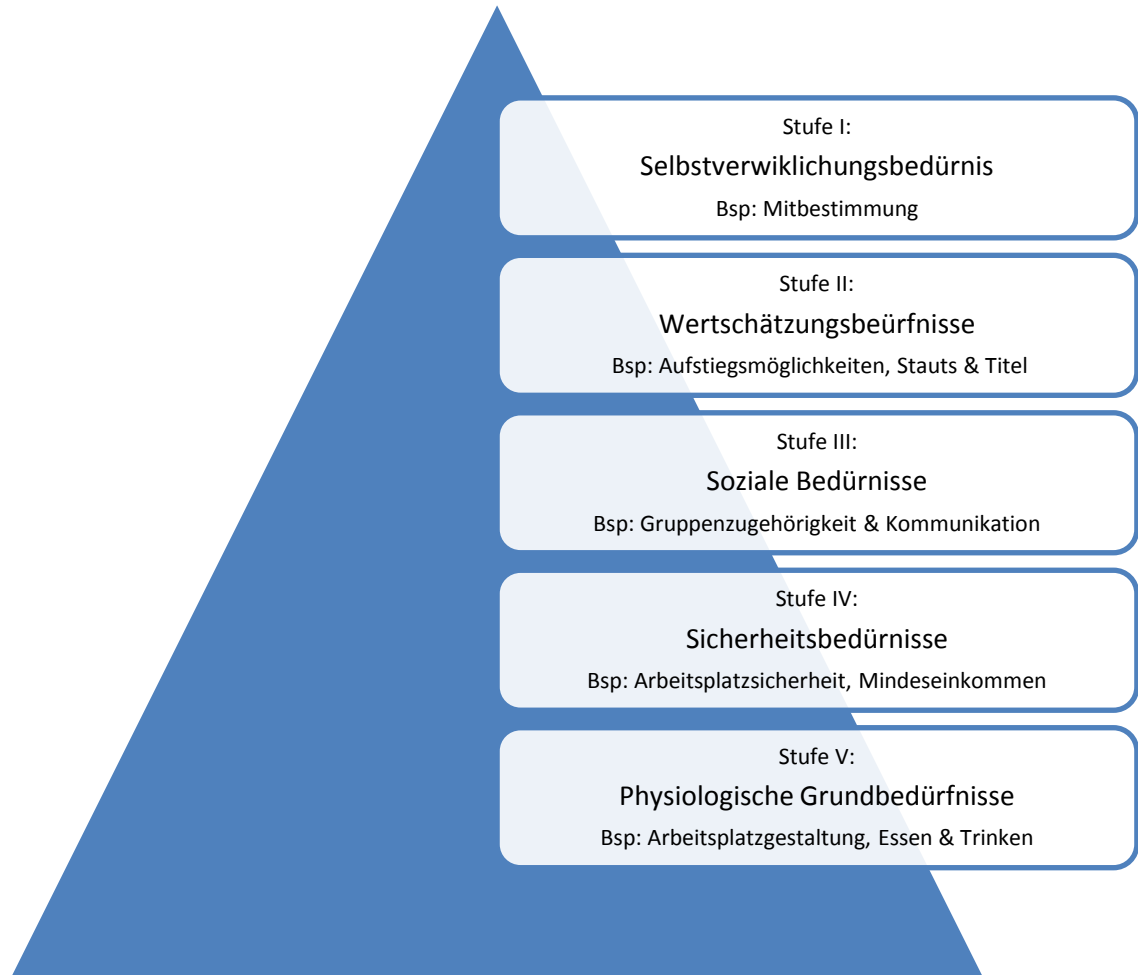 Stufe I:
Selbstverwiklichungsbedürnis
Bsp: Mitbestimmung
Stufe II:
Wertschätzungsbeürfnisse
Bsp: Aufstiegsmöglichkeiten, Stauts & Titel
Stufe III:
Soziale Bedürnisse
Bsp: Gruppenzugehörigkeit & Kommunikation
Stufe IV:
Sicherheitsbedürnisse
Bsp: Arbeitsplatzsicherheit, Mindeseinkommen
Stufe V:
Physiologische Grundbedürfnisse
Bsp: Arbeitsplatzgestaltung, Essen & Trinken